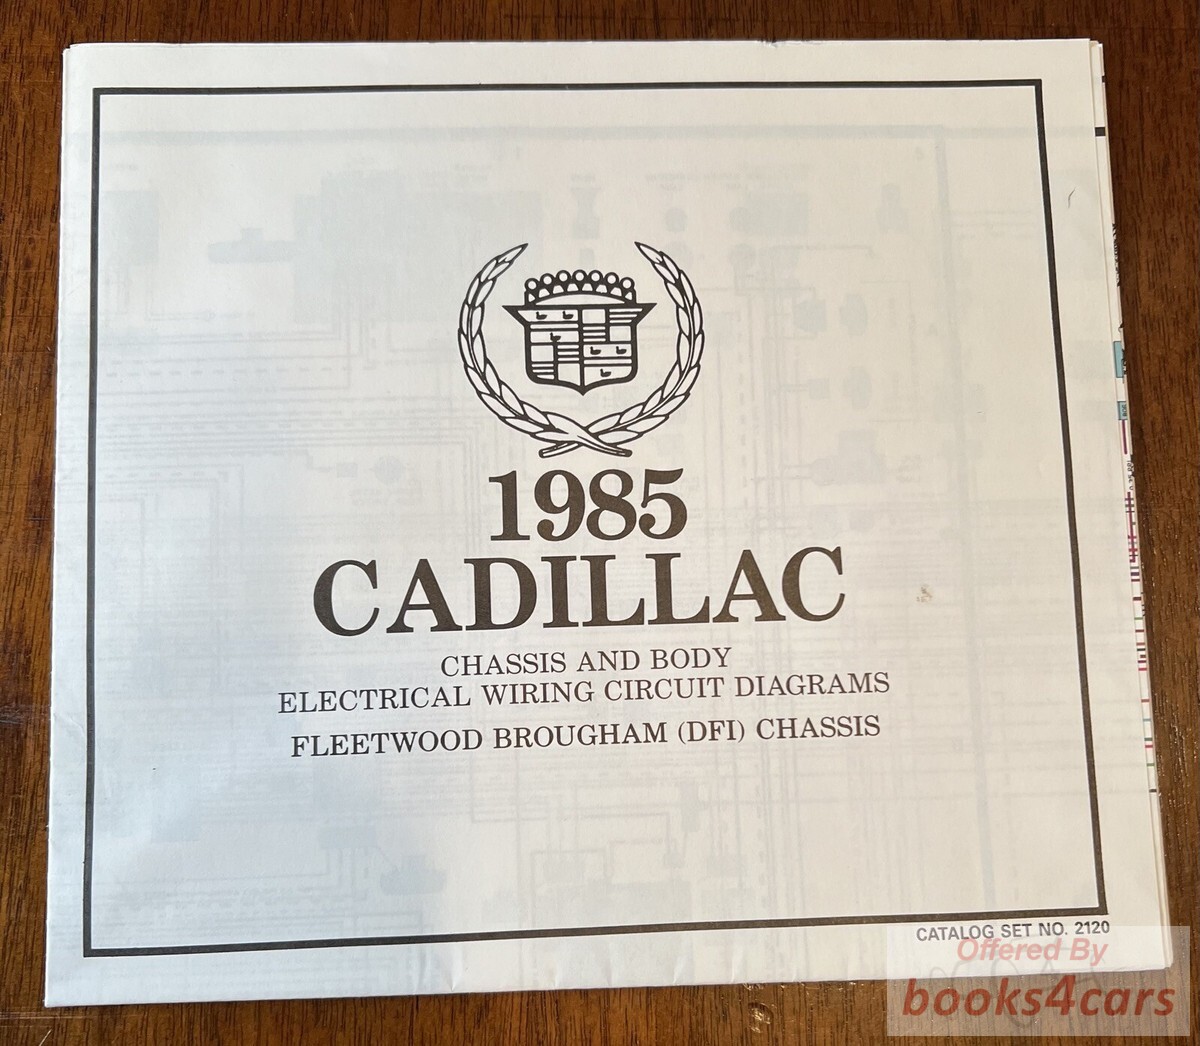 1985
CADILLAC
CHASSIS AND BODY
ELECTRICAL WIRING CIRCUIT DIAGRAMS
FLEETWOOD BROUGHAM (DFI) CHASSIS
CATALOG SET NO. 2120
Offered By
books4cars